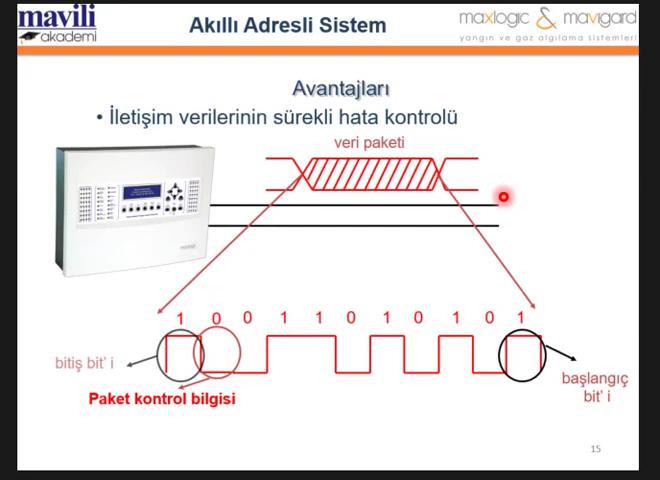 mavili
akademi
Akıllı Adresli Sistem
maxlogic & mavigard
yangın ve gaz algılama sistemleri
Avantajları
• İletişim verilerinin sürekli hata kontrolü
veri paketi
1 0 0 1 1 0 1 0 1 0 1
bitiş bit' i
Paket kontrol bilgisi
başlangıç
bit' i
15